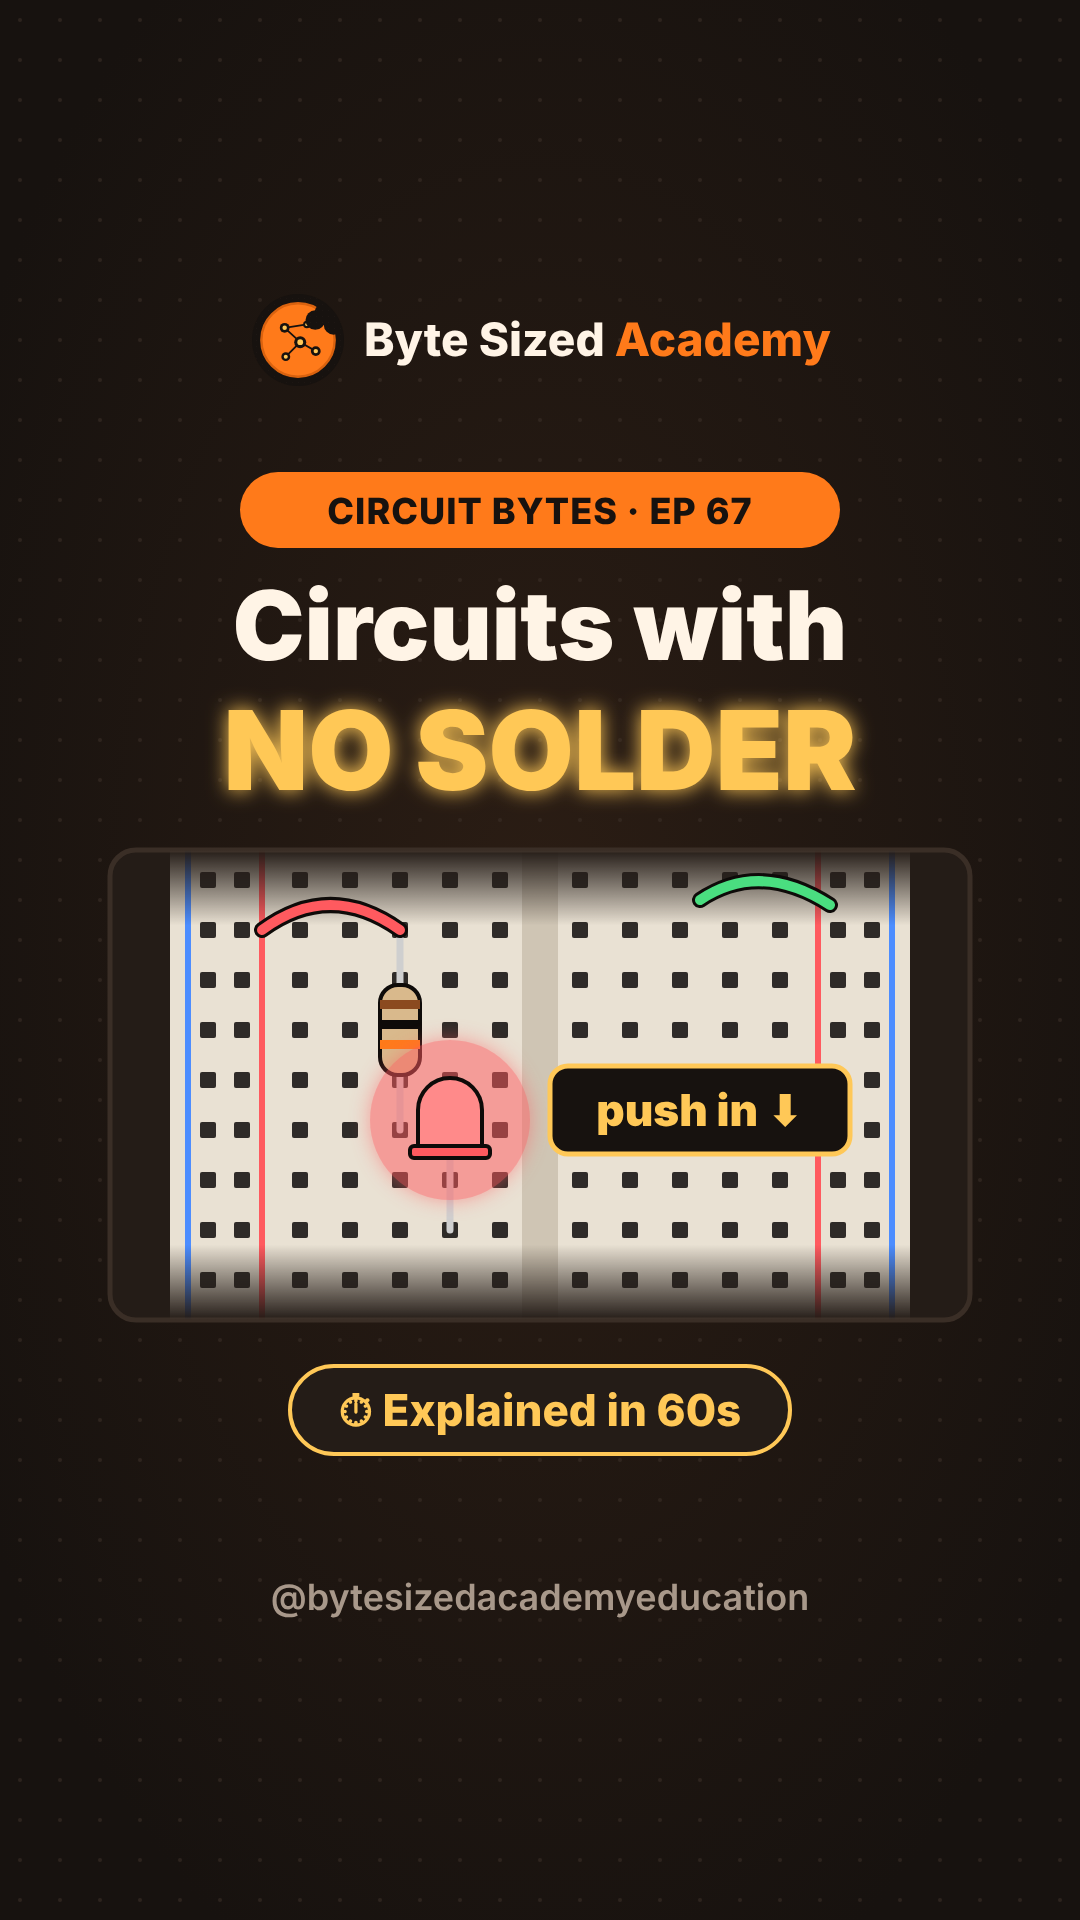 Byte Sized Academy
CIRCUIT BYTES · EP 67
Circuits with
NO SOLDER
push in ⬇
⏱ Explained in 60s
@bytesizedacademyeducation